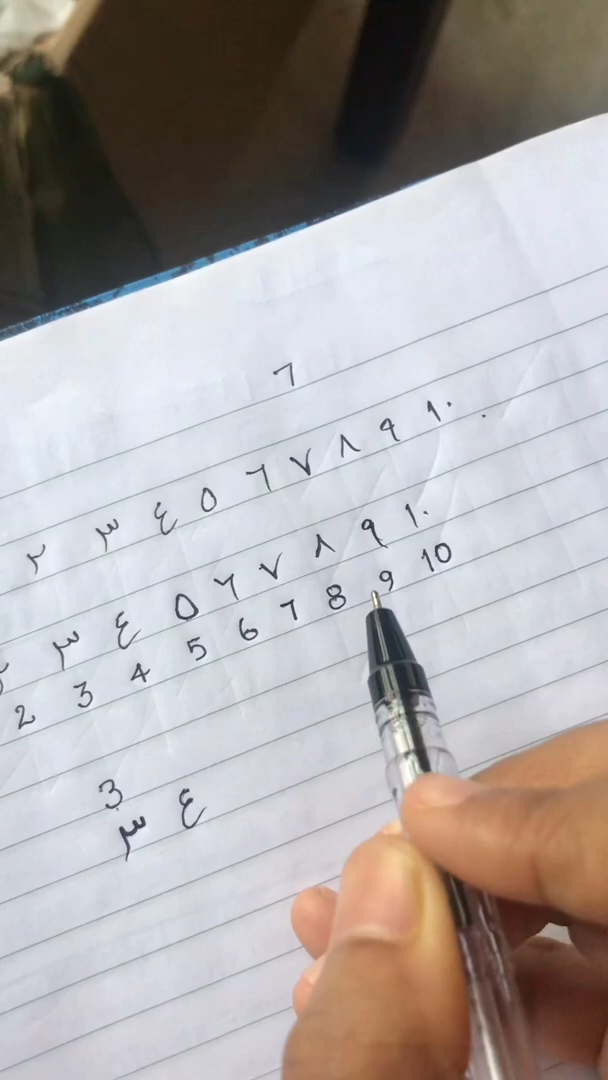 ٦
٢ ٣ ٤ ٥ ٦ ٧ ٨ ٩ ١٠
٣ ٤ ٥ ٦ ٧ ٨ ٩ ١٠
2 3 4 5 6 7 8 9 10
3
٣ ٤